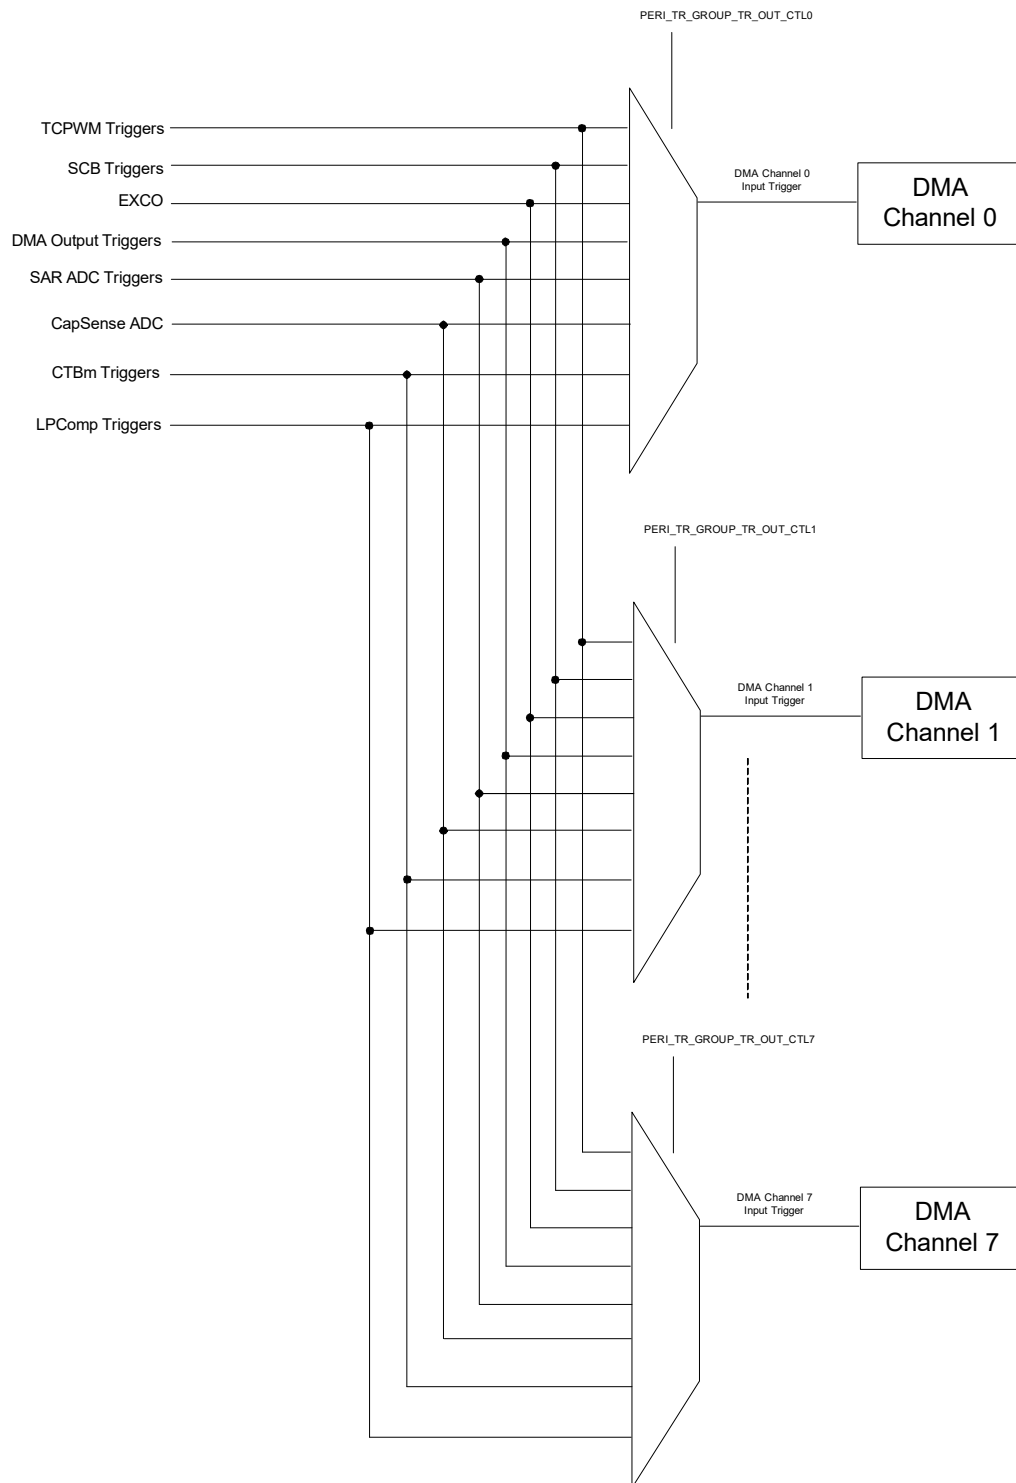 PERI_TR_GROUP_TR_OUT_CTL0
TCPWM Triggers
SCB Triggers
EXCO
DMA Output Triggers
SAR ADC Triggers
CapSense ADC
CTBm Triggers
LPComp Triggers
DMA Channel 0
Input Trigger
DMA
Channel 0
PERI_TR_GROUP_TR_OUT_CTL1
DMA Channel 1
Input Trigger
DMA
Channel 1
PERI_TR_GROUP_TR_OUT_CTL7
DMA Channel 7
Input Trigger
DMA
Channel 7